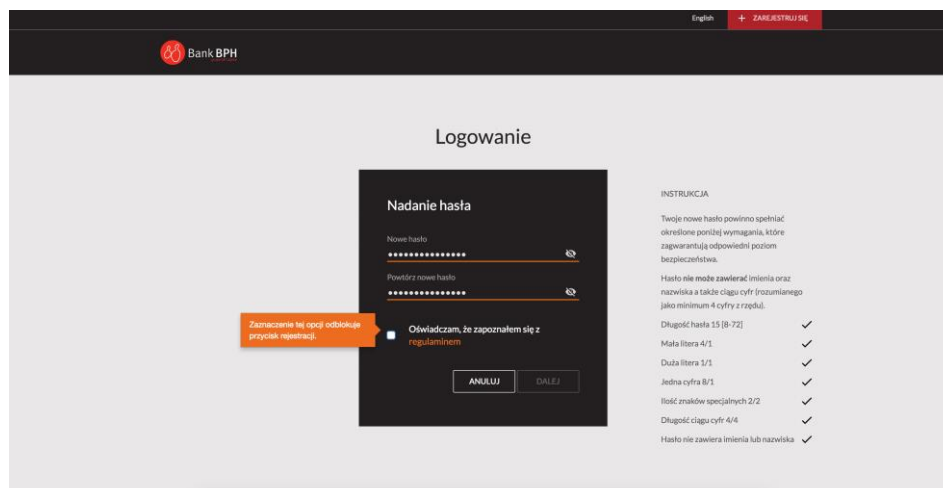 English
+ ZAREJESTRUJ SIĘ
Bank BPH
Logowanie
Nadanie hasła
Nowe hasło
•••••••••••••••
Powtórz nowe hasło
•••••••••••••••
Zaznaczenie tej opcji odblokuje
przycisk rejestracji.
Oświadczam, że zapoznałem się z
regulaminem
ANULUJ
DALEJ
INSTRUKCJA
Twoje nowe hasło powinno spełniać
określone poniżej wymagania, które
zagwarantują odpowiedni poziom
bezpieczeństwa.
Hasło nie może zawierać imienia oraz
nazwiska a także ciągu cyfr (rozumianego
jako minimum 4 cyfry z rzędu).
Długość hasła 15 [8-72]
Mała litera 4/1
Duża litera 1/1
Jedna cyfra 8/1
Ilość znaków specjalnych 2/2
Długość ciągu cyfr 4/4
Hasło nie zawiera imienia lub nazwiska